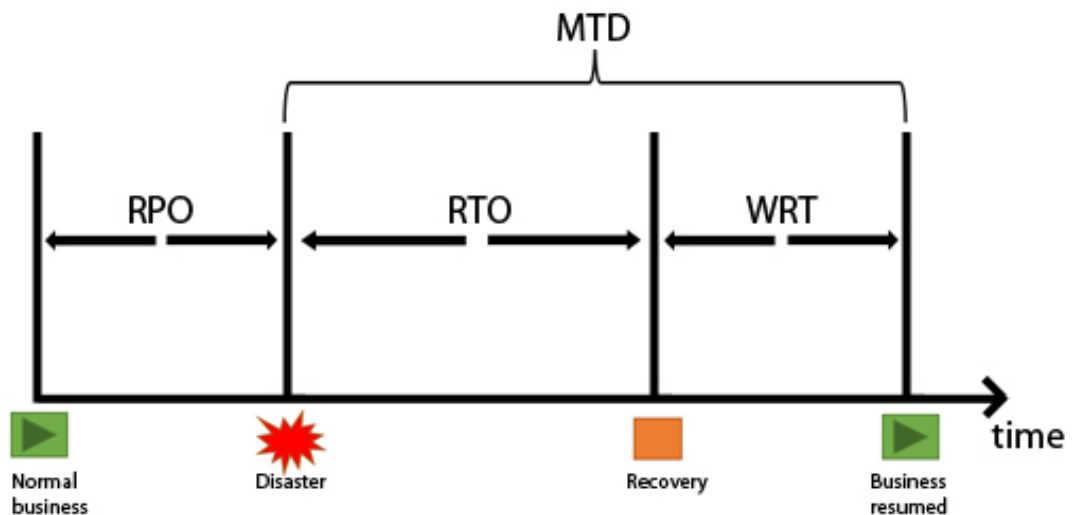 MTD
RPO
RTO
WRT
time
Normal
business
Disaster
Recovery
Business
resumed